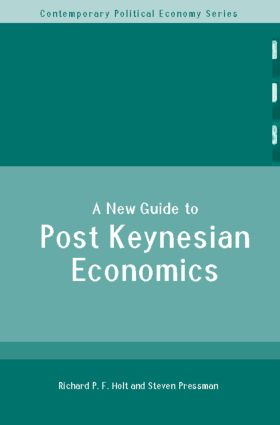 Contemporary Political Economy Series
A New Guide to
Post Keynesian
Economics
Richard P. F. Holt and Steven Pressman